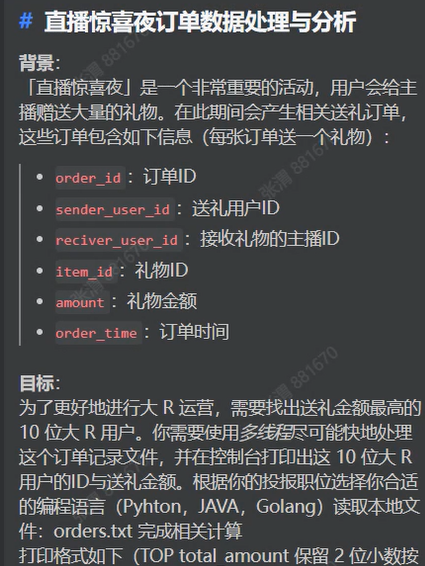 # 直播惊喜夜订单数据处理与分析
背景：
「直播惊喜夜」是一个非常重要的活动，用户会给主
播赠送大量的礼物。在此期间会产生相关送礼订单，
这些订单包含如下信息（每张订单送一个礼物）：
• order_id：订单ID
• sender_user_id：送礼用户ID
• reciver_user_id：接收礼物的主播ID
• item_id：礼物ID
• amount：礼物金额
• order_time：订单时间
目标：
为了更好地进行大 R 运营，需要找出送礼金额最高的
10 位大 R 用户。你需要使用多线程尽可能快地处理
这个订单记录文件，并在控制台打印出这 10 位大 R
用户的ID与送礼金额。根据你的投报职位选择你合适
的编程语言（Pyhton，JAVA，Golang）读取本地文
件：orders.txt 完成相关计算
打印格式如下（TOP total_amount 保留 2 位小数按